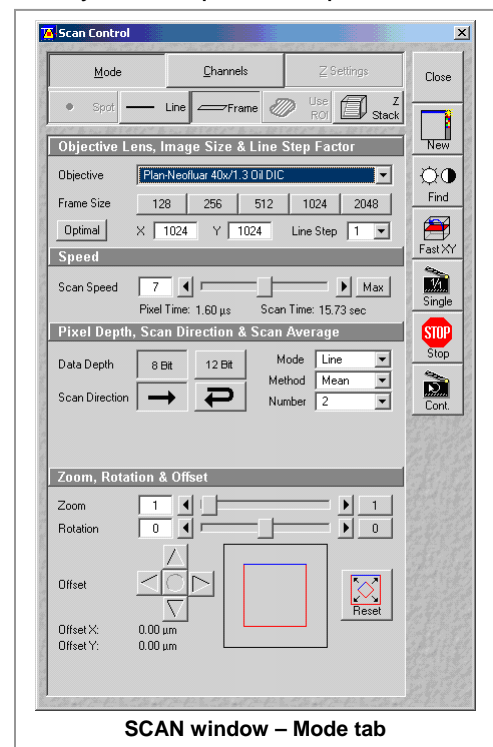 Scan Control
Mode Channels Z Settings Close
Spot Line Frame Use ROI Z Stack
New
Objective Lens, Image Size & Line Step Factor
Objective Plan-Neofluar 40x/1.3 Oil DIC
Find
Frame Size 128 256 512 1024 2048
Optimal X 1024 Y 1024 Line Step 1
Fast XY
Speed
Scan Speed 7 Max
1/1
Single
Pixel Time: 1.60 µs Scan Time: 15.73 sec
Pixel Depth, Scan Direction & Scan Average
STOP
Stop
Data Depth 8 Bit 12 Bit Mode Line
Method Mean
Scan Direction Number 2
Cont.
Zoom, Rotation & Offset
Zoom 1 1
Rotation 0 0
Offset
Reset
Offset X: 0.00 µm
Offset Y: 0.00 µm
SCAN window – Mode tab